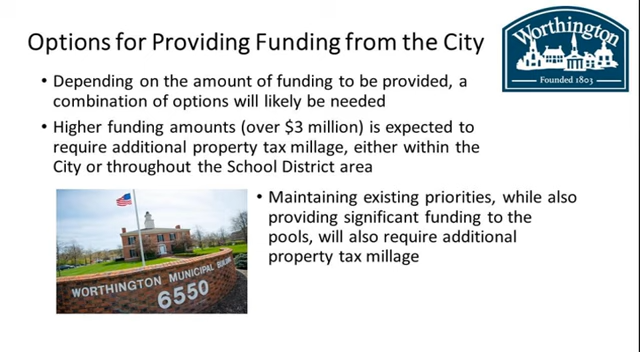 Options for Providing Funding from the City
Worthington
Founded 1803
• Depending on the amount of funding to be provided, a
combination of options will likely be needed
• Higher funding amounts (over $3 million) is expected to
require additional property tax millage, either within the
City or throughout the School District area
• Maintaining existing priorities, while also
providing significant funding to the
pools, will also require additional
property tax millage
WORTHINGTON MUNICIPAL BUILDING
6550